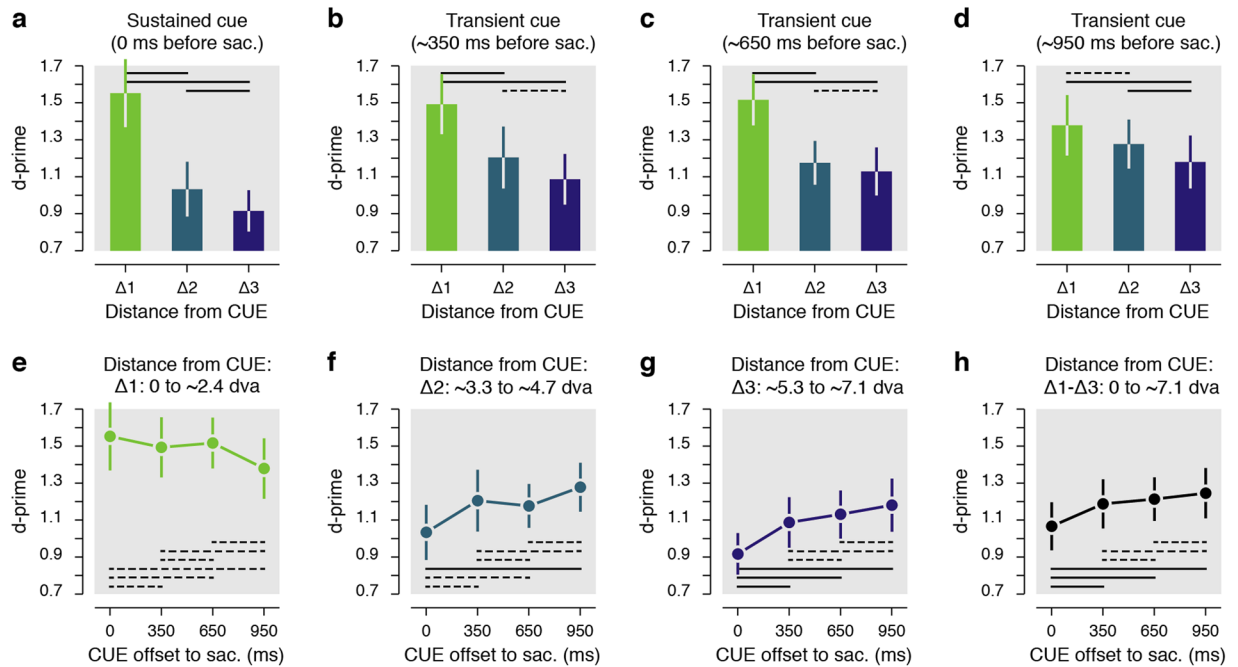 a
Sustained cue
(0 ms before sac.)
d-prime
1.7
1.5
1.3
1.1
0.9
0.7
Δ1 Δ2 Δ3
Distance from CUE
b
Transient cue
(~350 ms before sac.)
d-prime
1.7
1.5
1.3
1.1
0.9
0.7
Δ1 Δ2 Δ3
Distance from CUE
c
Transient cue
(~650 ms before sac.)
d-prime
1.7
1.5
1.3
1.1
0.9
0.7
Δ1 Δ2 Δ3
Distance from CUE
d
Transient cue
(~950 ms before sac.)
d-prime
1.7
1.5
1.3
1.1
0.9
0.7
Δ1 Δ2 Δ3
Distance from CUE
e
Distance from CUE:
Δ1: 0 to ~2.4 dva
d-prime
1.7
1.5
1.3
1.1
0.9
0.7
0 350 650 950
CUE offset to sac. (ms)
f
Distance from CUE:
Δ2: ~3.3 to ~4.7 dva
d-prime
1.7
1.5
1.3
1.1
0.9
0.7
0 350 650 950
CUE offset to sac. (ms)
g
Distance from CUE:
Δ3: ~5.3 to ~7.1 dva
d-prime
1.7
1.5
1.3
1.1
0.9
0.7
0 350 650 950
CUE offset to sac. (ms)
h
Distance from CUE:
Δ1-Δ3: 0 to ~7.1 dva
d-prime
1.7
1.5
1.3
1.1
0.9
0.7
0 350 650 950
CUE offset to sac. (ms)